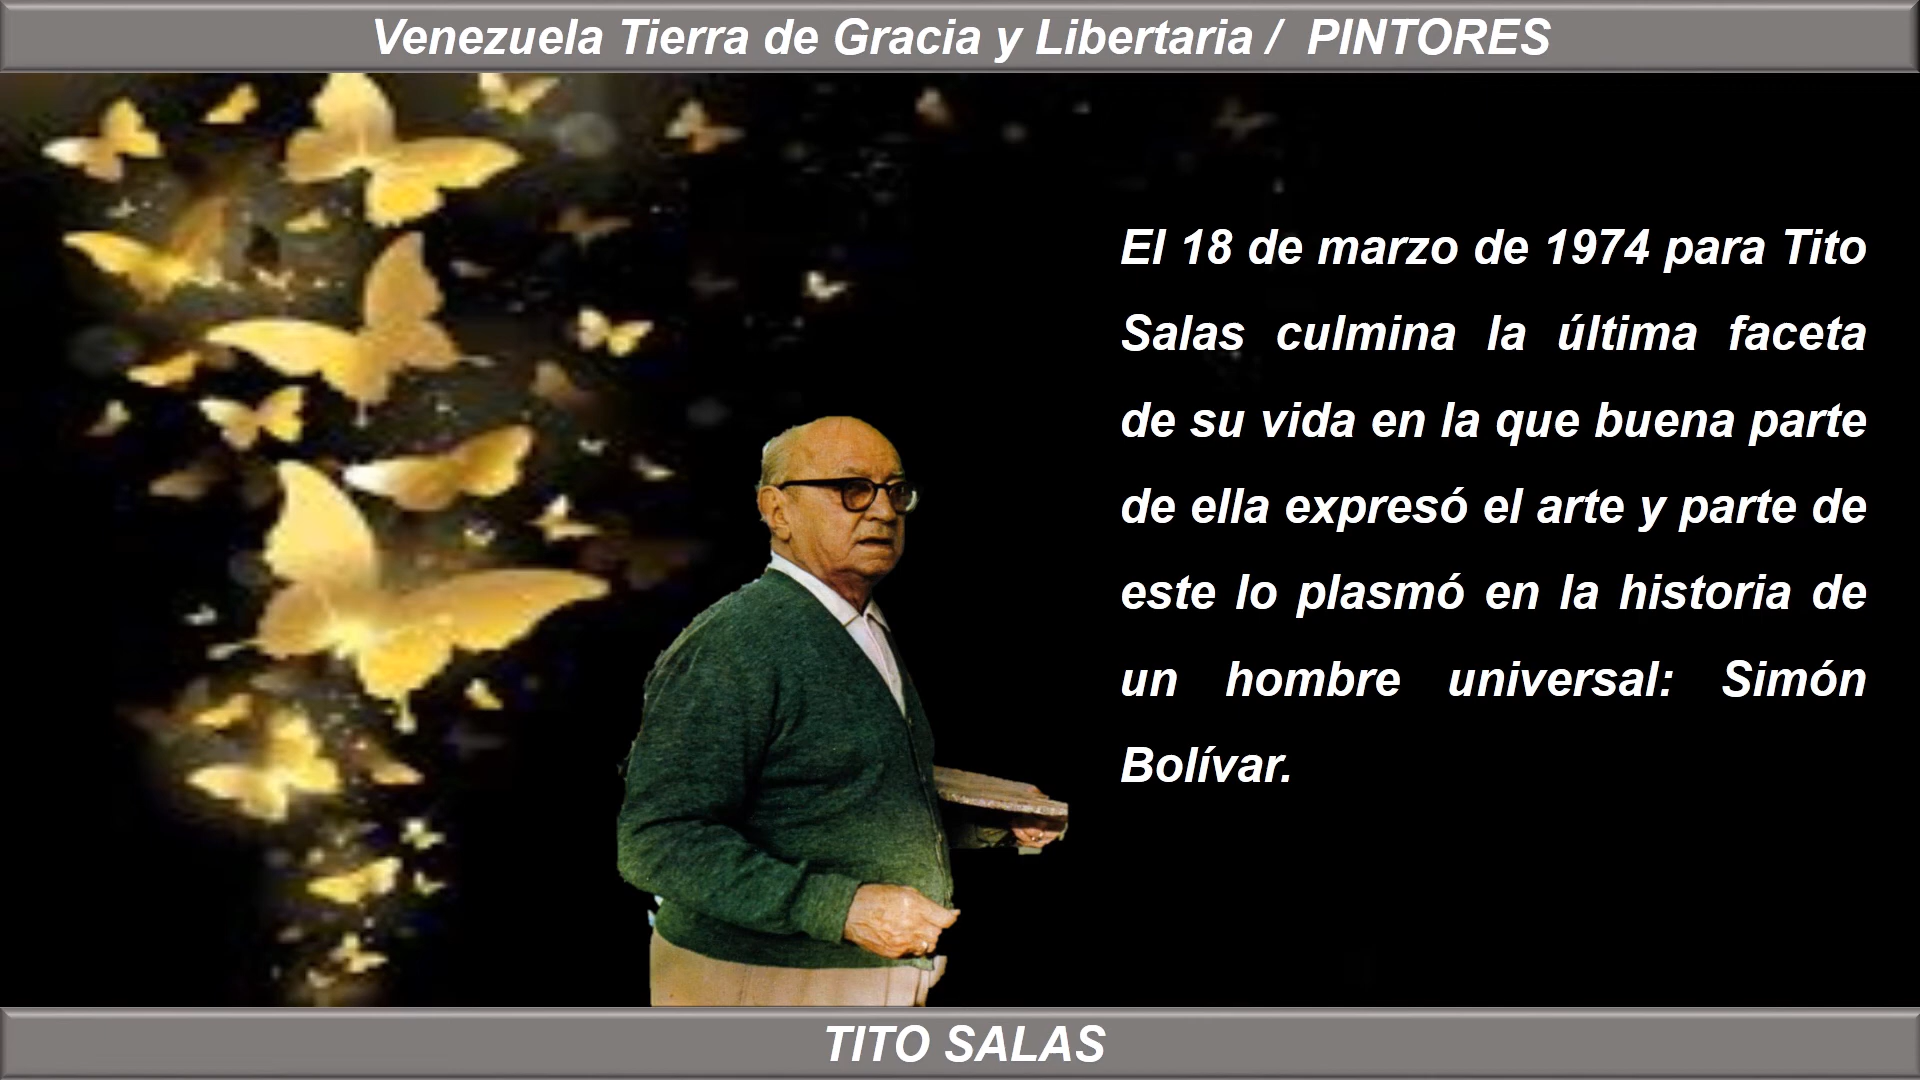 Venezuela Tierra de Gracia y Libertaria / PINTORES
El 18 de marzo de 1974 para Tito
Salas culmina la última faceta
de su vida en la que buena parte
de ella expresó el arte y parte de
este lo plasmó en la historia de
un hombre universal: Simón
Bolívar.
TITO SALAS